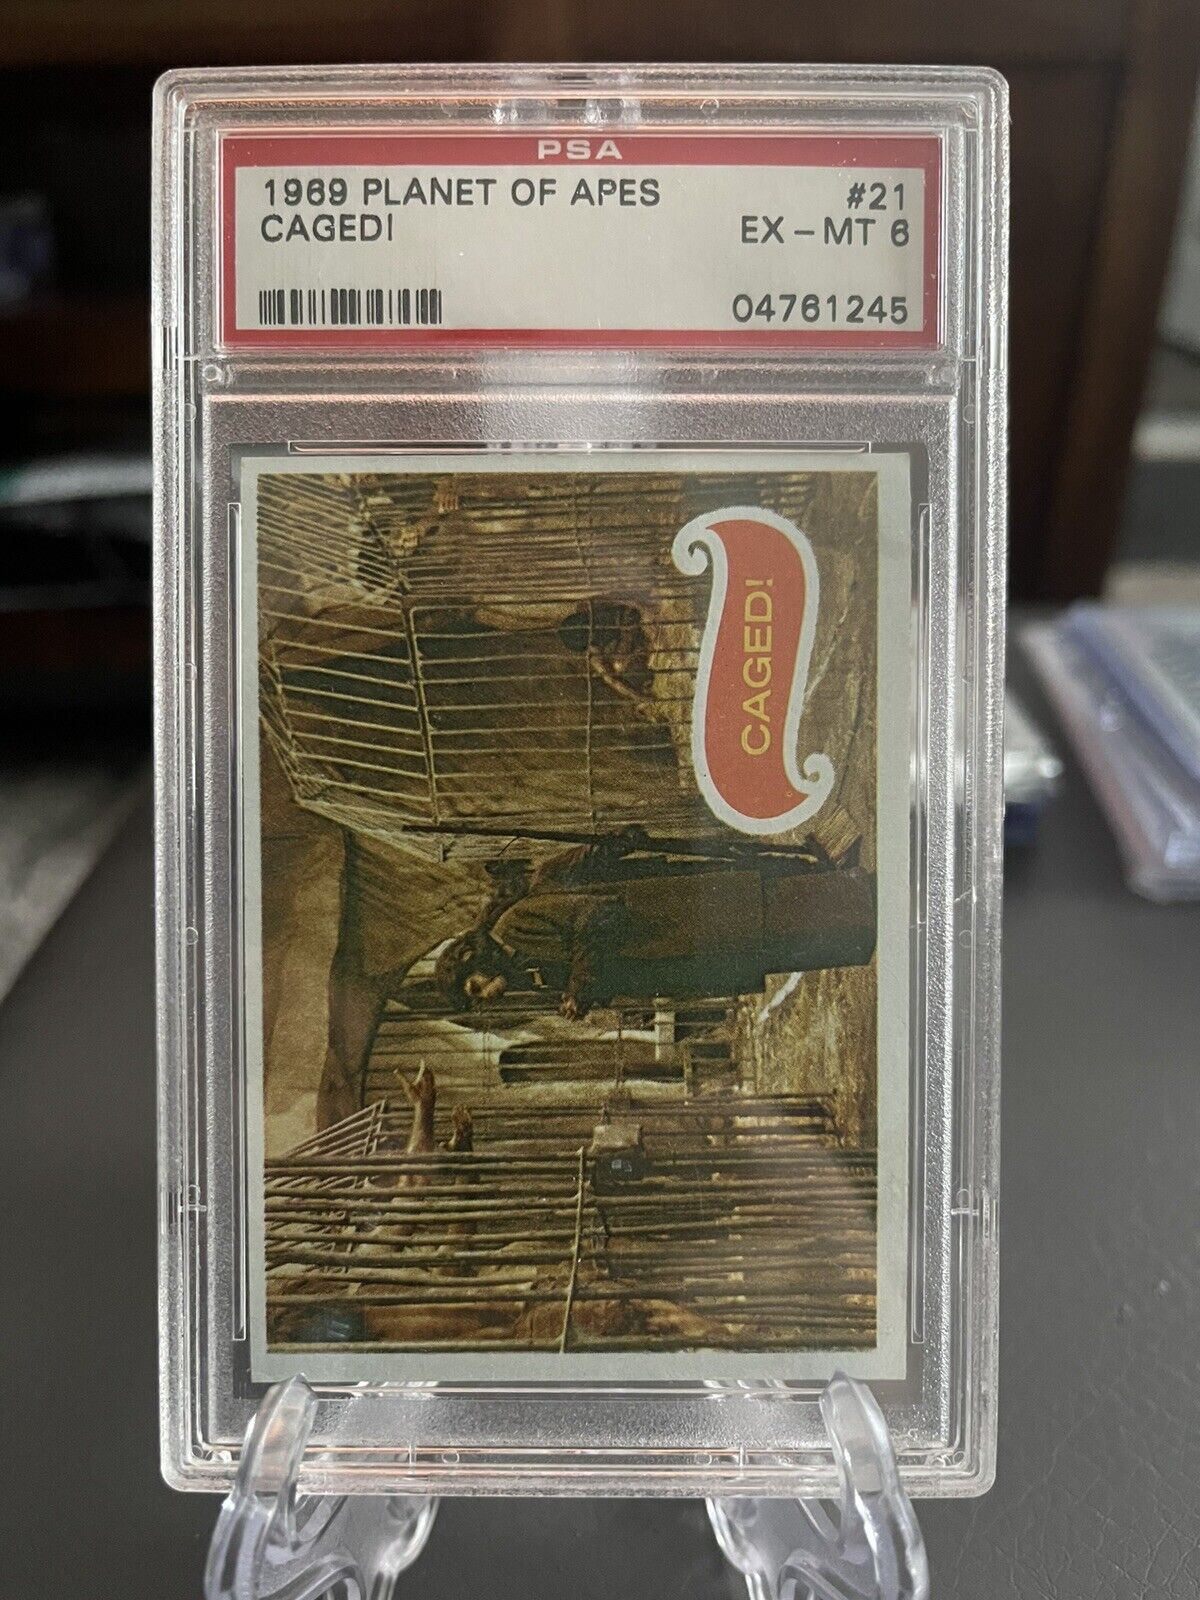 PSA
1969 PLANET OF APES #21
CAGED! EX - MT 6
04761245
CAGED!